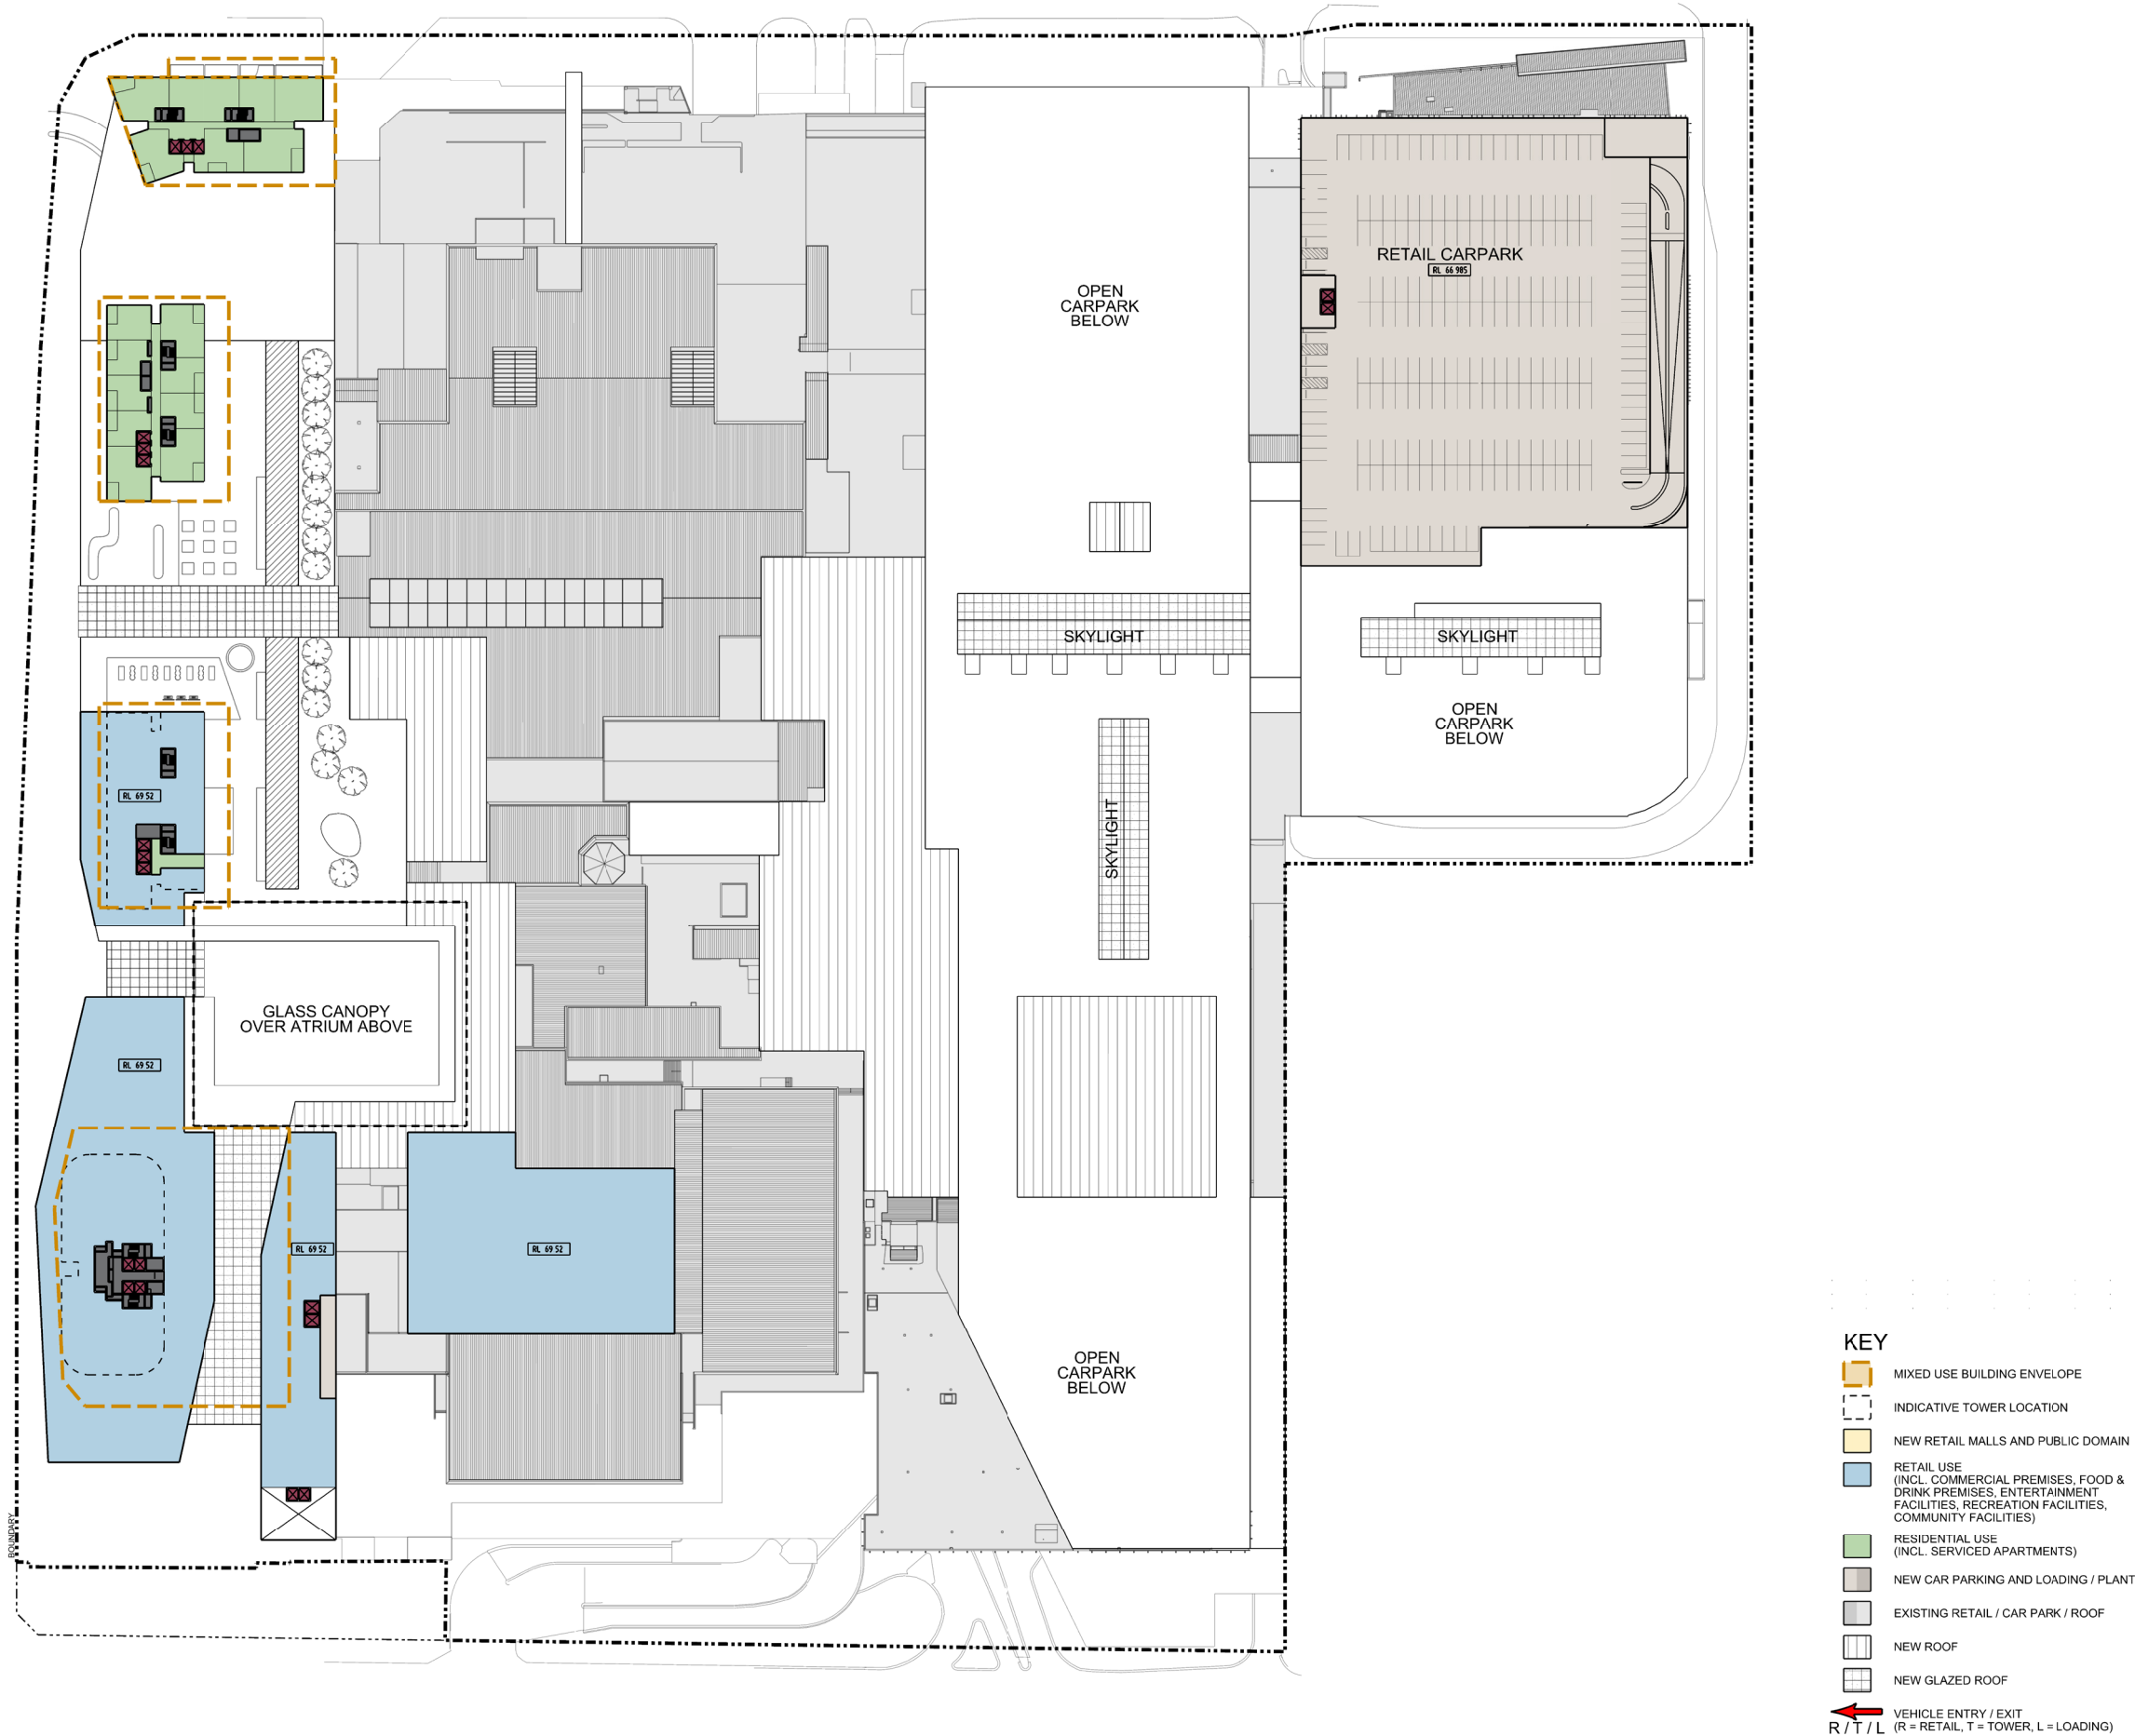 RETAIL CARPARK
RL 66 985
OPEN
CARPARK
BELOW
SKYLIGHT
SKYLIGHT
OPEN
CARPARK
BELOW
RL 69 52
SKYLIGHT
GLASS CANOPY
OVER ATRIUM ABOVE
RL 69 52
RL 69 52
RL 69 52
OPEN
CARPARK
BELOW
BOUNDARY
KEY
MIXED USE BUILDING ENVELOPE
INDICATIVE TOWER LOCATION
NEW RETAIL MALLS AND PUBLIC DOMAIN
RETAIL USE
(INCL. COMMERCIAL PREMISES, FOOD &
DRINK PREMISES, ENTERTAINMENT
FACILITIES, RECREATION FACILITIES,
COMMUNITY FACILITIES)
RESIDENTIAL USE
(INCL. SERVICED APARTMENTS)
NEW CAR PARKING AND LOADING / PLANT
EXISTING RETAIL / CAR PARK / ROOF
NEW ROOF
NEW GLAZED ROOF
VEHICLE ENTRY / EXIT
R / T / L (R = RETAIL, T = TOWER, L = LOADING)